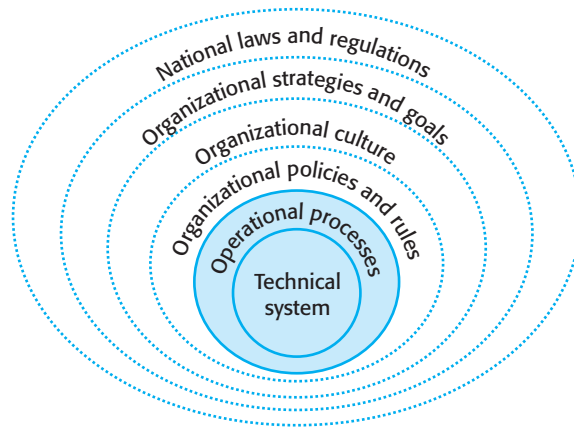 National laws and regulations
Organizational strategies and goals
Organizational culture
Organizational policies and rules
Operational processes
Technical
system